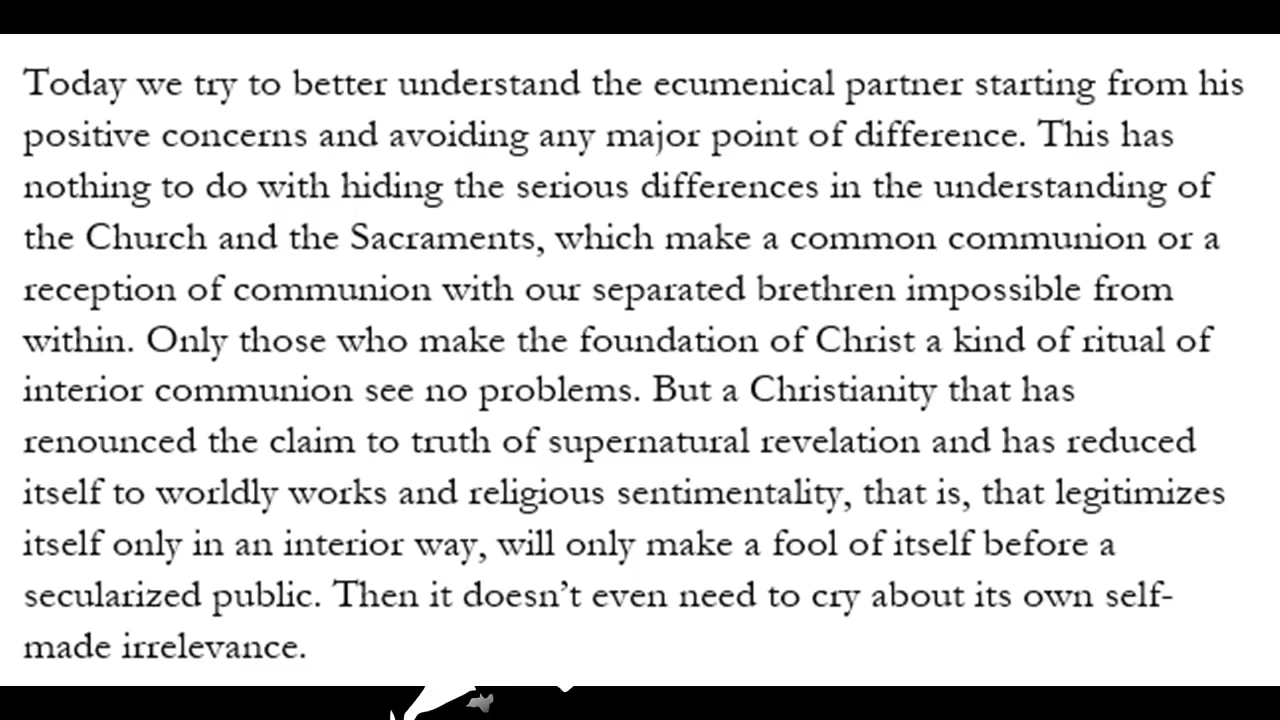 Today we try to better understand the ecumenical partner starting from his
positive concerns and avoiding any major point of difference. This has
nothing to do with hiding the serious differences in the understanding of
the Church and the Sacraments, which make a common communion or a
reception of communion with our separated brethren impossible from
within. Only those who make the foundation of Christ a kind of ritual of
interior communion see no problems. But a Christianity that has
renounced the claim to truth of supernatural revelation and has reduced
itself to worldly works and religious sentimentality, that is, that legitimizes
itself only in an interior way, will only make a fool of itself before a
secularized public. Then it doesn’t even need to cry about its own self-
made irrelevance.